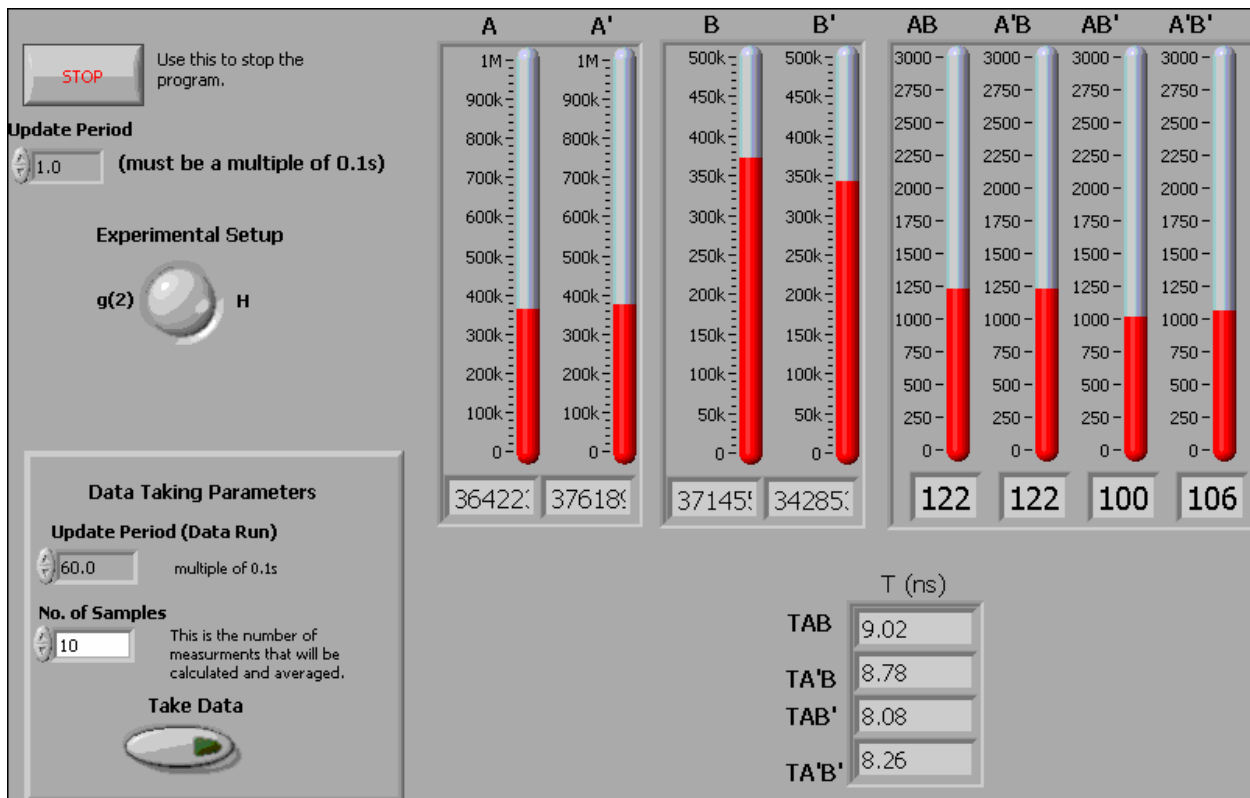 A A' B B' AB A'B AB' A'B'
STOP
Use this to stop the
program.
Update Period
1.0 (must be a multiple of 0.1s)
Experimental Setup
g(2) H
1M
900k
800k
700k
600k
500k
400k
300k
200k
100k
0
1M
900k
800k
700k
600k
500k
400k
300k
200k
100k
0
500k
450k
400k
350k
300k
250k
200k
150k
100k
50k
0
500k
450k
400k
350k
300k
250k
200k
150k
100k
50k
0
3000
2750
2500
2250
2000
1750
1500
1250
1000
750
500
250
0
3000
2750
2500
2250
2000
1750
1500
1250
1000
750
500
250
0
3000
2750
2500
2250
2000
1750
1500
1250
1000
750
500
250
0
3000
2750
2500
2250
2000
1750
1500
1250
1000
750
500
250
0
122 122 100 106
Data Taking Parameters
Update Period (Data Run)
60.0 multiple of 0.1s
No. of Samples
10
This is the number of
measurments that will be
calculated and averaged.
Take Data
T (ns)
TAB 9.02
TA'B 8.78
TAB' 8.08
TA'B' 8.26